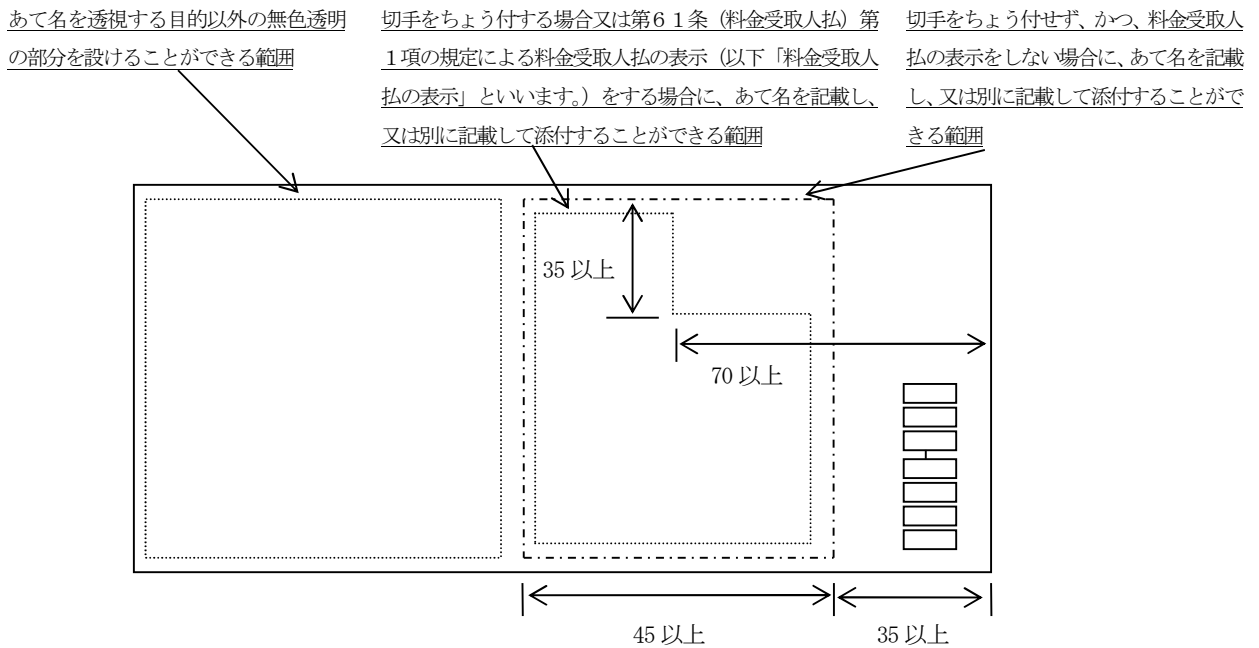 あて名を透視する目的以外の無色透明
の部分を設けることができる範囲
切手をちょう付する場合又は第61条（料金受取人払）第
１項の規定による料金受取人払の表示（以下「料金受取人
払の表示」といいます。）をする場合に、あて名を記載し、
又は別に記載して添付することができる範囲
切手をちょう付せず、かつ、料金受取人
払の表示をしない場合に、あて名を記載
し、又は別に記載して添付することがで
きる範囲
35 以上
70 以上
45 以上
35 以上